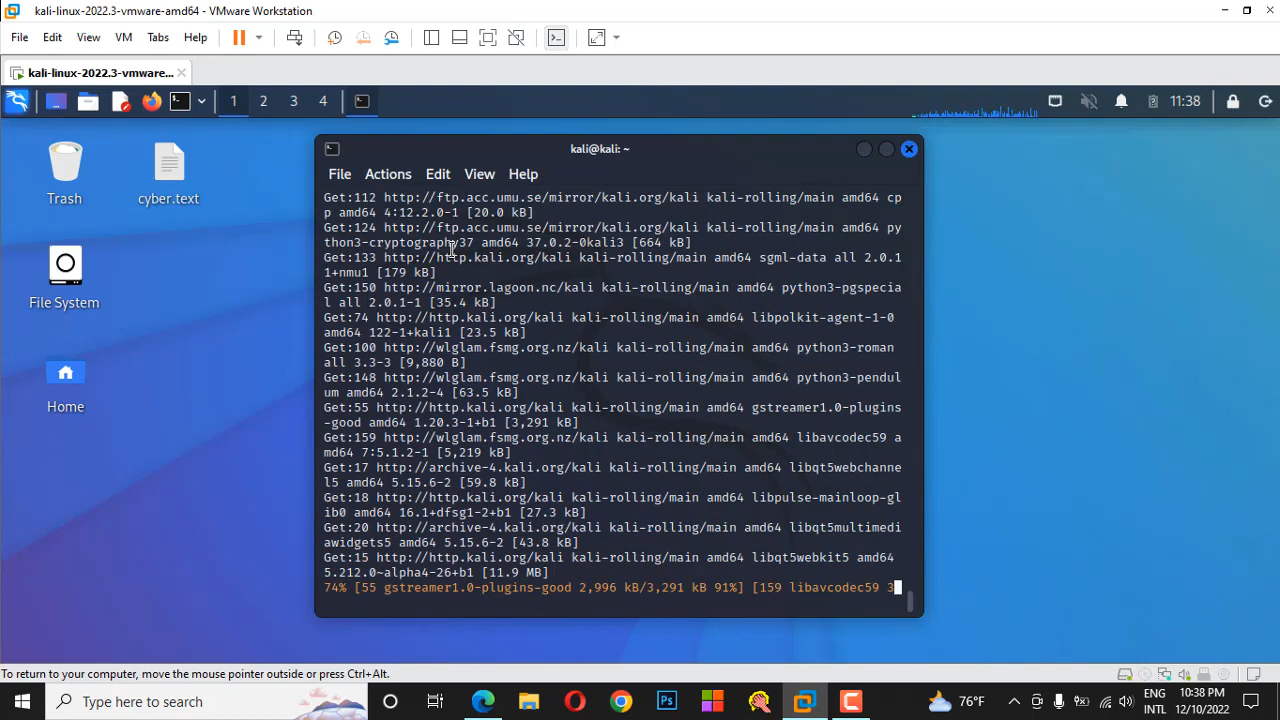 kali-linux-2022.3-vmware-amd64 - VMware Workstation
File Edit View VM Tabs Help
kali-linux-2022.3-vmware...
1 2 3 4 11:38
Trash
cyber.text
File System
Home
kali@kali: ~
File Actions Edit View Help
Get:112 http://ftp.acc.umu.se/mirror/kali.org/kali kali-rolling/main amd64 cp
p amd64 4:12.2.0-1 [20.0 kB]
Get:124 http://ftp.acc.umu.se/mirror/kali.org/kali kali-rolling/main amd64 py
thon3-cryptography37 amd64 37.0.2-0kali3 [664 kB]
Get:133 http://http.kali.org/kali kali-rolling/main amd64 sgml-data all 2.0.1
1+nmu1 [179 kB]
Get:150 http://mirror.lagoon.nc/kali kali-rolling/main amd64 python3-pgspecia
l all 2.0.1-1 [35.4 kB]
Get:74 http://http.kali.org/kali kali-rolling/main amd64 libpolkit-agent-1-0
amd64 122-1+kali1 [23.5 kB]
Get:100 http://wlglam.fsmg.org.nz/kali kali-rolling/main amd64 python3-roman
all 3.3-3 [9,880 B]
Get:148 http://wlglam.fsmg.org.nz/kali kali-rolling/main amd64 python3-pendul
um amd64 2.1.2-4 [63.5 kB]
Get:55 http://http.kali.org/kali kali-rolling/main amd64 gstreamer1.0-plugins
-good amd64 1.20.3-1+b1 [3,291 kB]
Get:159 http://wlglam.fsmg.org.nz/kali kali-rolling/main amd64 libavcodec59 a
md64 7:5.1.2-1 [5,219 kB]
Get:17 http://archive-4.kali.org/kali kali-rolling/main amd64 libqt5webchanne
l5 amd64 5.15.6-2 [59.8 kB]
Get:18 http://http.kali.org/kali kali-rolling/main amd64 libpulse-mainloop-gl
ib0 amd64 16.1+dfsg1-2+b1 [27.3 kB]
Get:20 http://archive-4.kali.org/kali kali-rolling/main amd64 libqt5multimedi
awidgets5 amd64 5.15.6-2 [43.8 kB]
Get:15 http://http.kali.org/kali kali-rolling/main amd64 libqt5webkit5 amd64
5.212.0~alpha4-26+b1 [11.9 MB]
74% [55 gstreamer1.0-plugins-good 2,996 kB/3,291 kB 91%] [159 libavcodec59 3
To return to your computer, move the mouse pointer outside or press Ctrl+Alt.
Type here to search
Ps
76°F
ENG
INTL
10:38 PM
12/10/2022